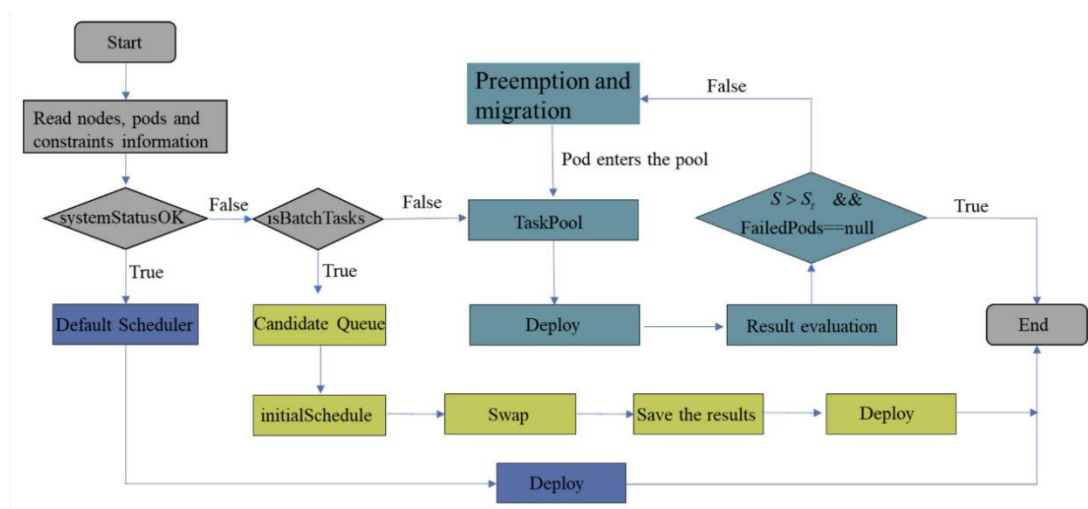 Start
Preemption and
migration
False
Read nodes, pods and
constraints information
Pod enters the pool
systemStatusOK
False
isBatchTasks
False
TaskPool
S > Sₜ &&
FailedPods==null
True
True
True
Default Scheduler
Candidate Queue
Deploy
Result evaluation
End
initialSchedule
Swap
Save the results
Deploy
Deploy